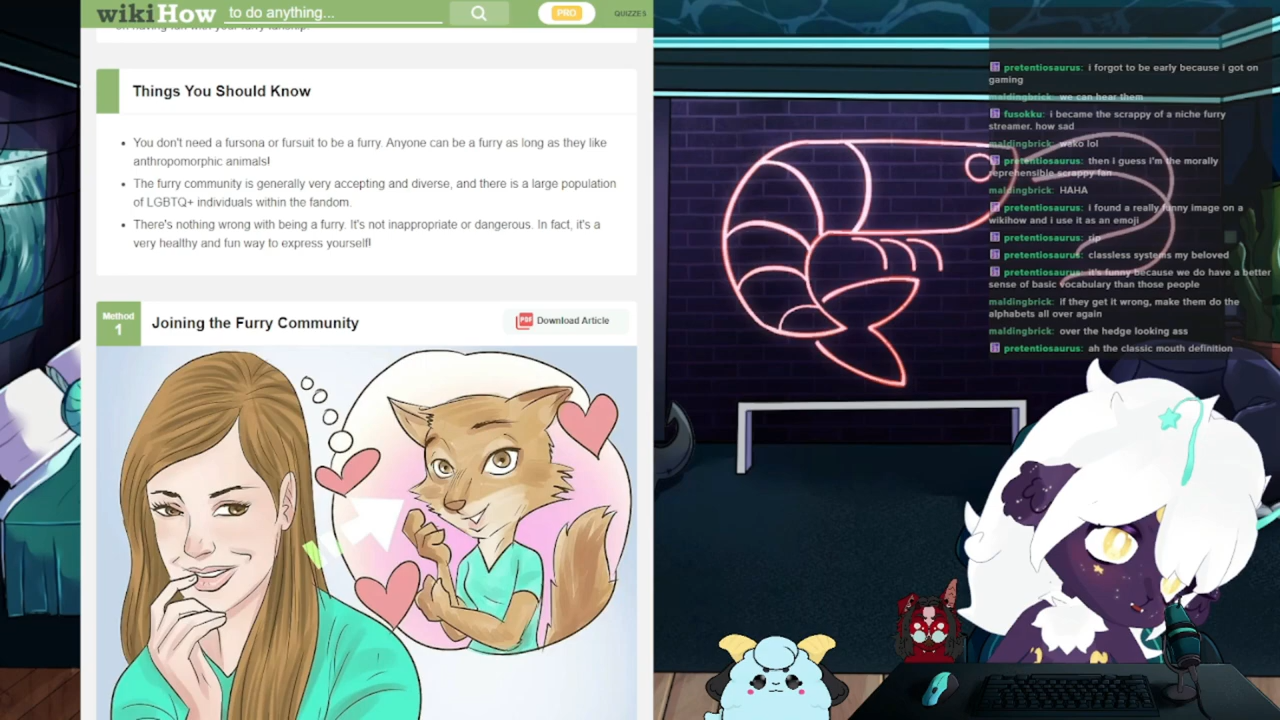 wikiHow to do anything... PRO QUIZZES
Things You Should Know
You don't need a fursona or fursuit to be a furry. Anyone can be a furry as long as they like
anthropomorphic animals!
The furry community is generally very accepting and diverse, and there is a large population
of LGBTQ+ individuals within the fandom.
There's nothing wrong with being a furry. It's not inappropriate or dangerous. In fact, it's a
very healthy and fun way to express yourself!
Method
1
Joining the Furry Community
PDF Download Article
pretentiosaurus: i forgot to be early because i got on
gaming
maldingbrick: we can hear them
fusokku: i became the scrappy of a niche furry
streamer. how sad
maldingbrick: wako lol
pretentiosaurus: then i guess i'm the morally
reprehensible scrappy fan
maldingbrick: HAHA
pretentiosaurus: i found a really funny image on a
wikihow and i use it as an emoji
pretentiosaurus: rip
pretentiosaurus: classless systems my beloved
pretentiosaurus: it's funny because we do have a better
sense of basic vocabulary than those people
maldingbrick: if they get it wrong, make them do the
alphabets all over again
maldingbrick: over the hedge looking ass
pretentiosaurus: ah the classic mouth definition